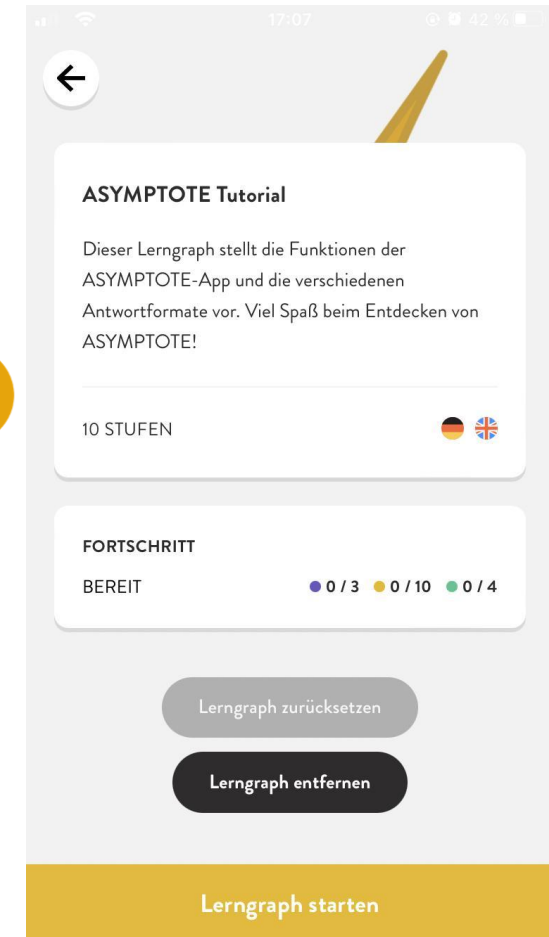 17:07
42 %
ASYMPTOTE Tutorial
Dieser Lerngraph stellt die Funktionen der
ASYMPTOTE-App und die verschiedenen
Antwortformate vor. Viel Spaß beim Entdecken von
ASYMPTOTE!
10 STUFEN
FORTSCHRITT
BEREIT 0 / 3 0 / 10 0 / 4
Lerngraph zurücksetzen
Lerngraph entfernen
Lerngraph starten